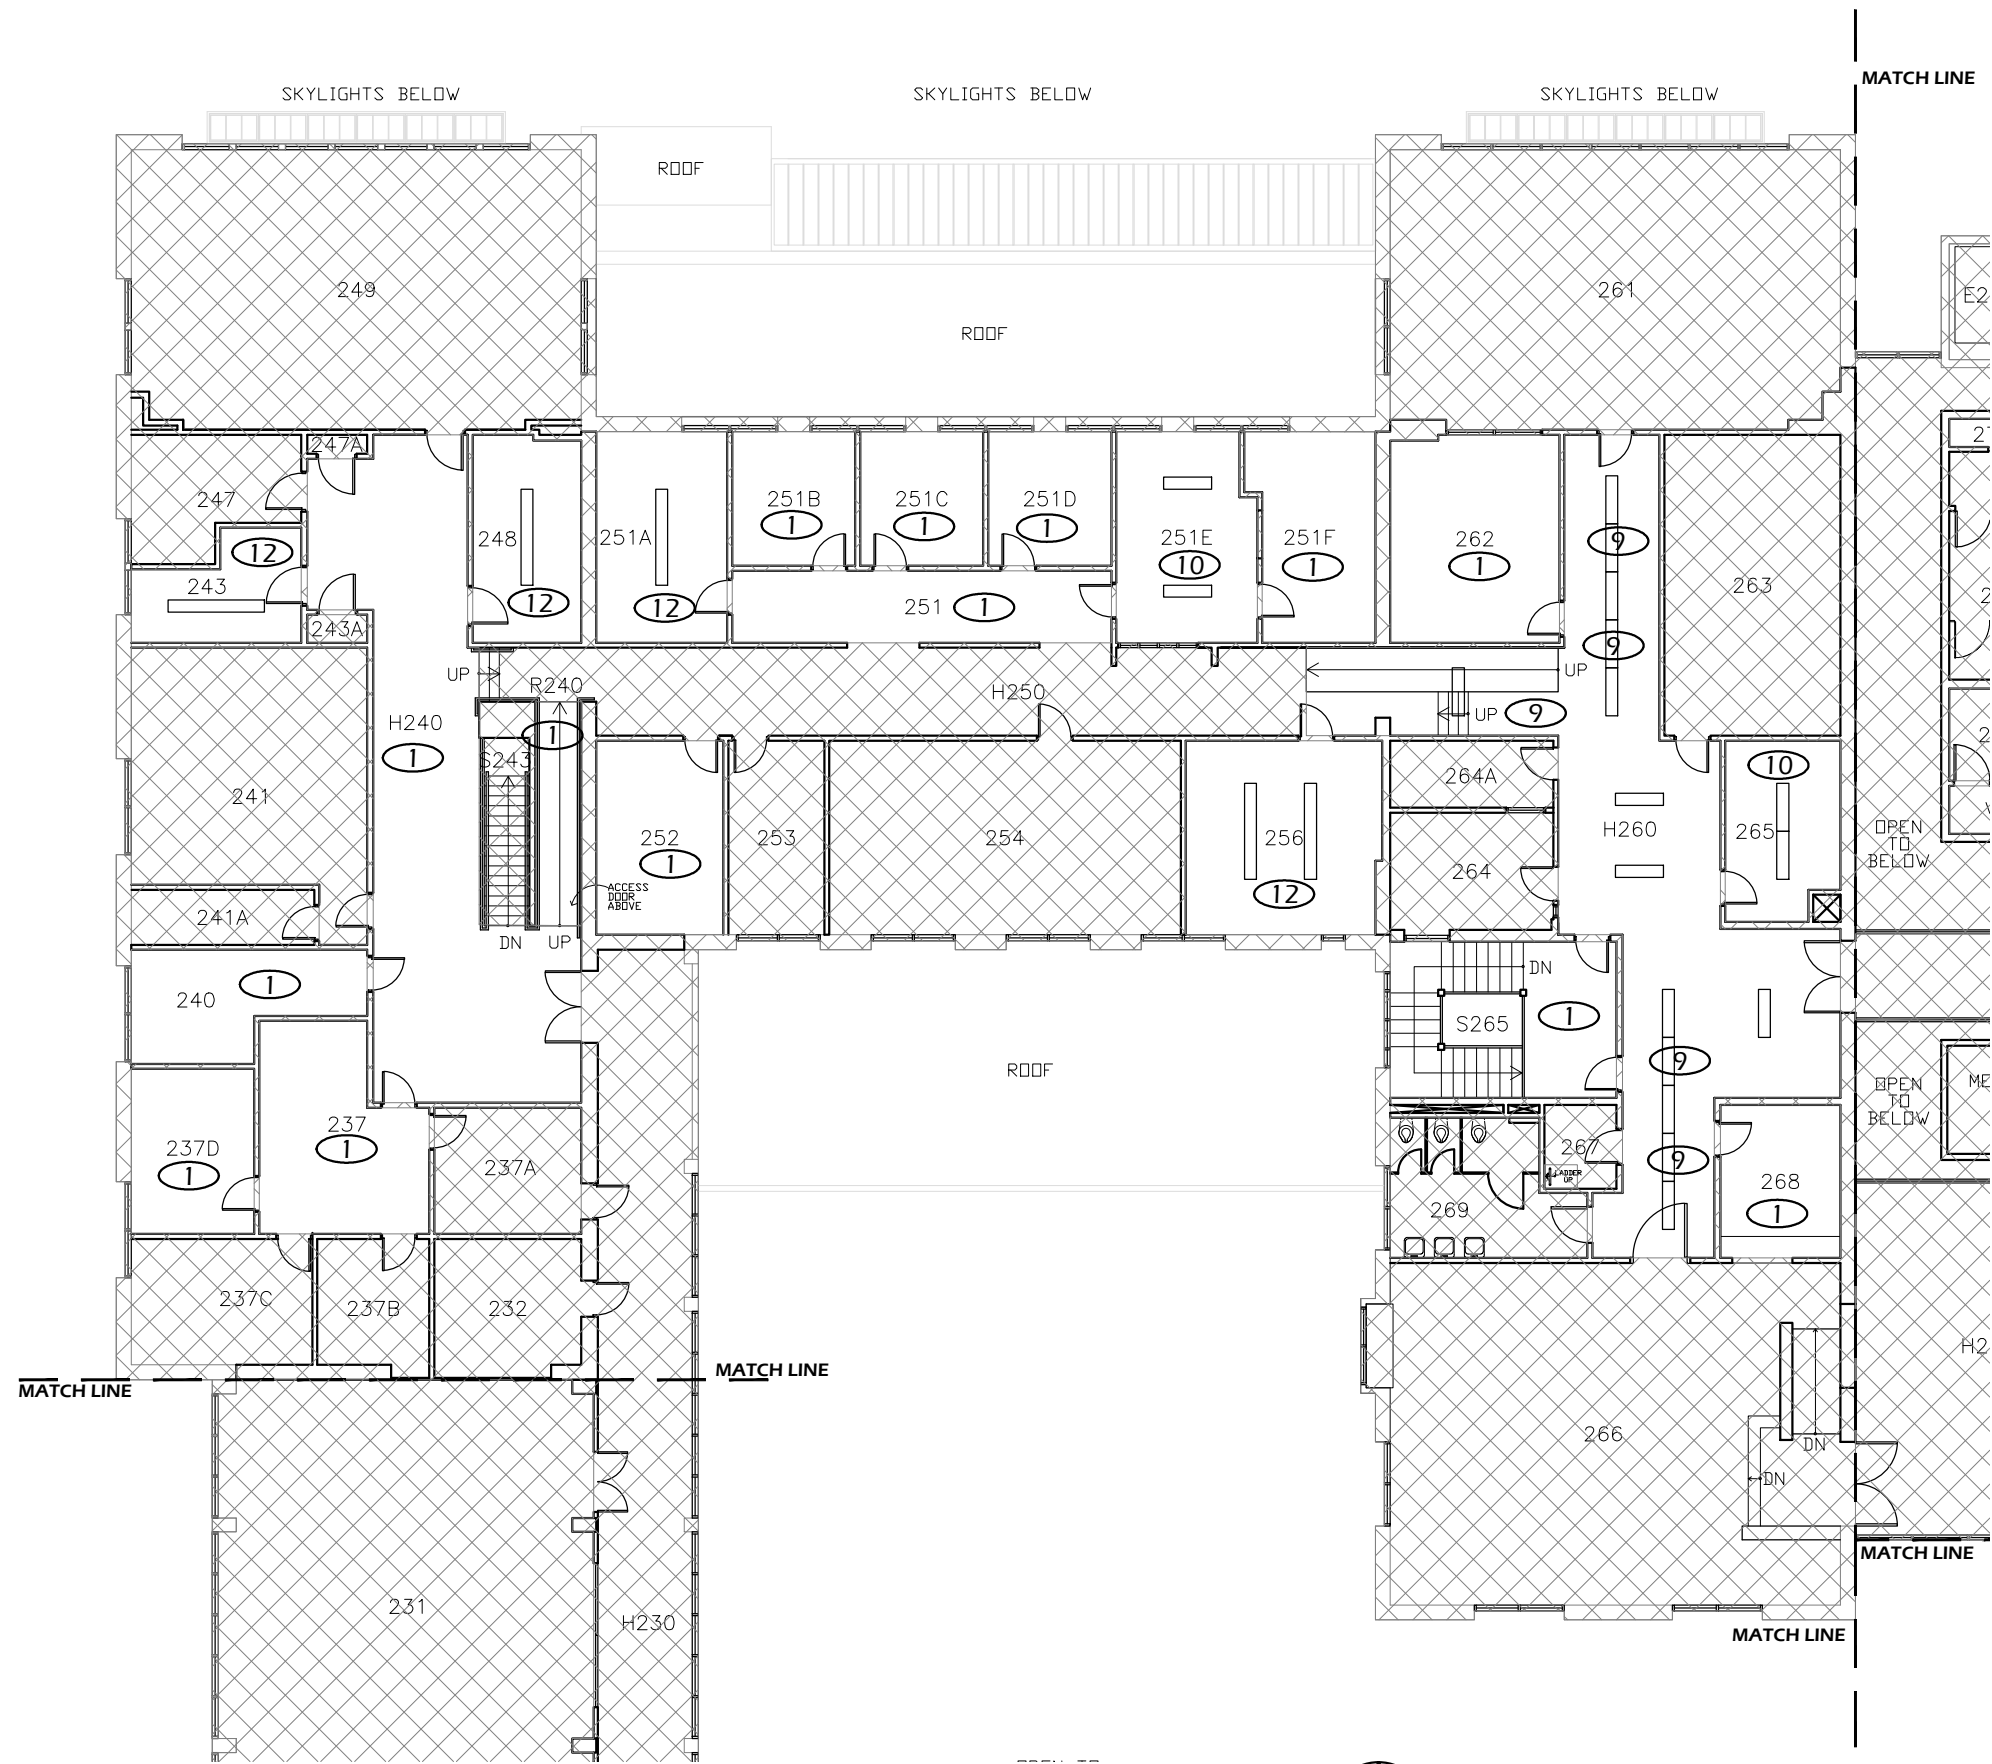 MATCH LINE
SKYLIGHTS BELOW
SKYLIGHTS BELOW
SKYLIGHTS BELOW
ROOF
249
261
ROOF
247A
247
12
243
243A
248
12
251A
12
251B
1
251C
1
251D
1
251E
10
251F
1
262
1
9
9
263
251
1
UP
R240
1
H250
UP
UP
9
H240
1
S243
241
241A
252
1
ACCESS
DOOR
ABOVE
DN
UP
253
254
256
12
264A
264
H260
10
265
OPEN
TO
BELOW
240
1
DN
S265
1
ROOF
9
OPEN
TO
BELOW
237
1
237D
1
237A
267
LADDER
UP
9
268
1
269
237C
237B
232
MATCH LINE
MATCH LINE
266
DN
DN
MATCH LINE
231
H230
MATCH LINE